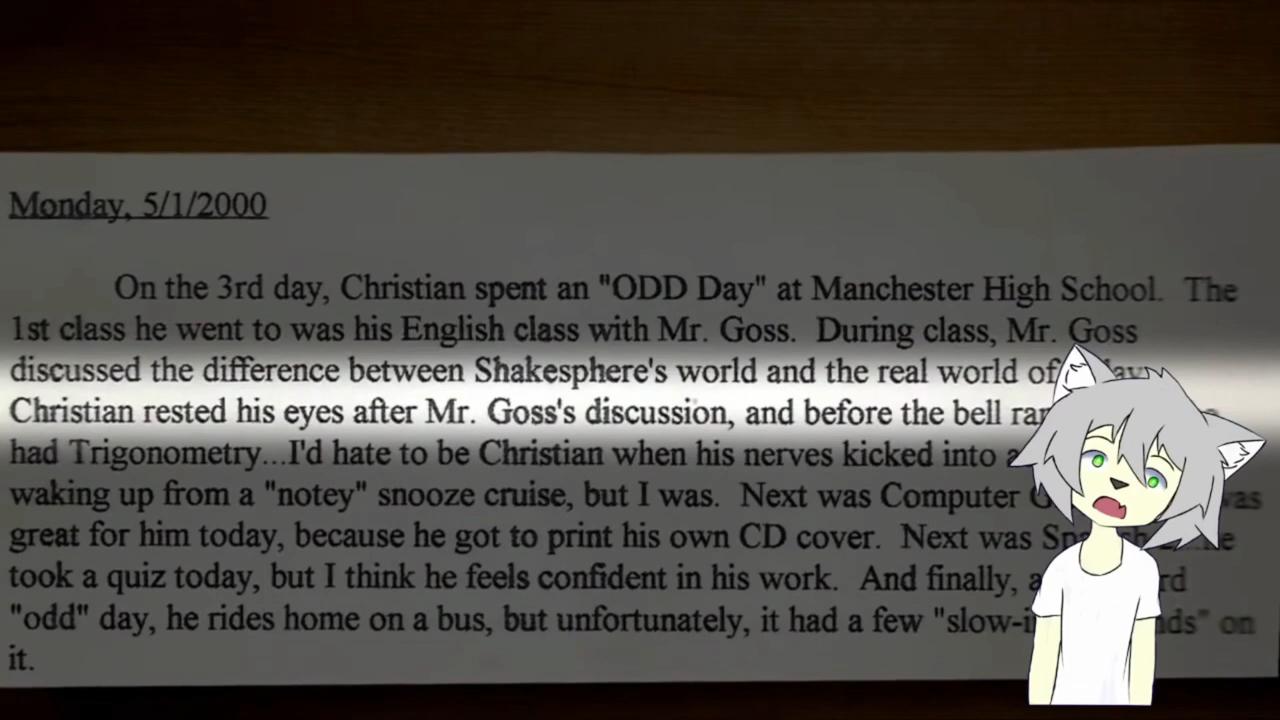 Monday, 5/1/2000
On the 3rd day, Christian spent an "ODD Day" at Manchester High School. The
1st class he went to was his English class with Mr. Goss. During class, Mr. Goss
discussed the difference between Shakesphere's world and the real world of
Christian rested his eyes after Mr. Goss's discussion, and before the bell
had Trigonometry...I'd hate to be Christian when his nerves kicked into
waking up from a "notey" snooze cruise, but I was. Next was Computer
great for him today, because he got to print his own CD cover. Next was
took a quiz today, but I think he feels confident in his work. And finally,
"odd" day, he rides home on a bus, but unfortunately, it had a few on
it.